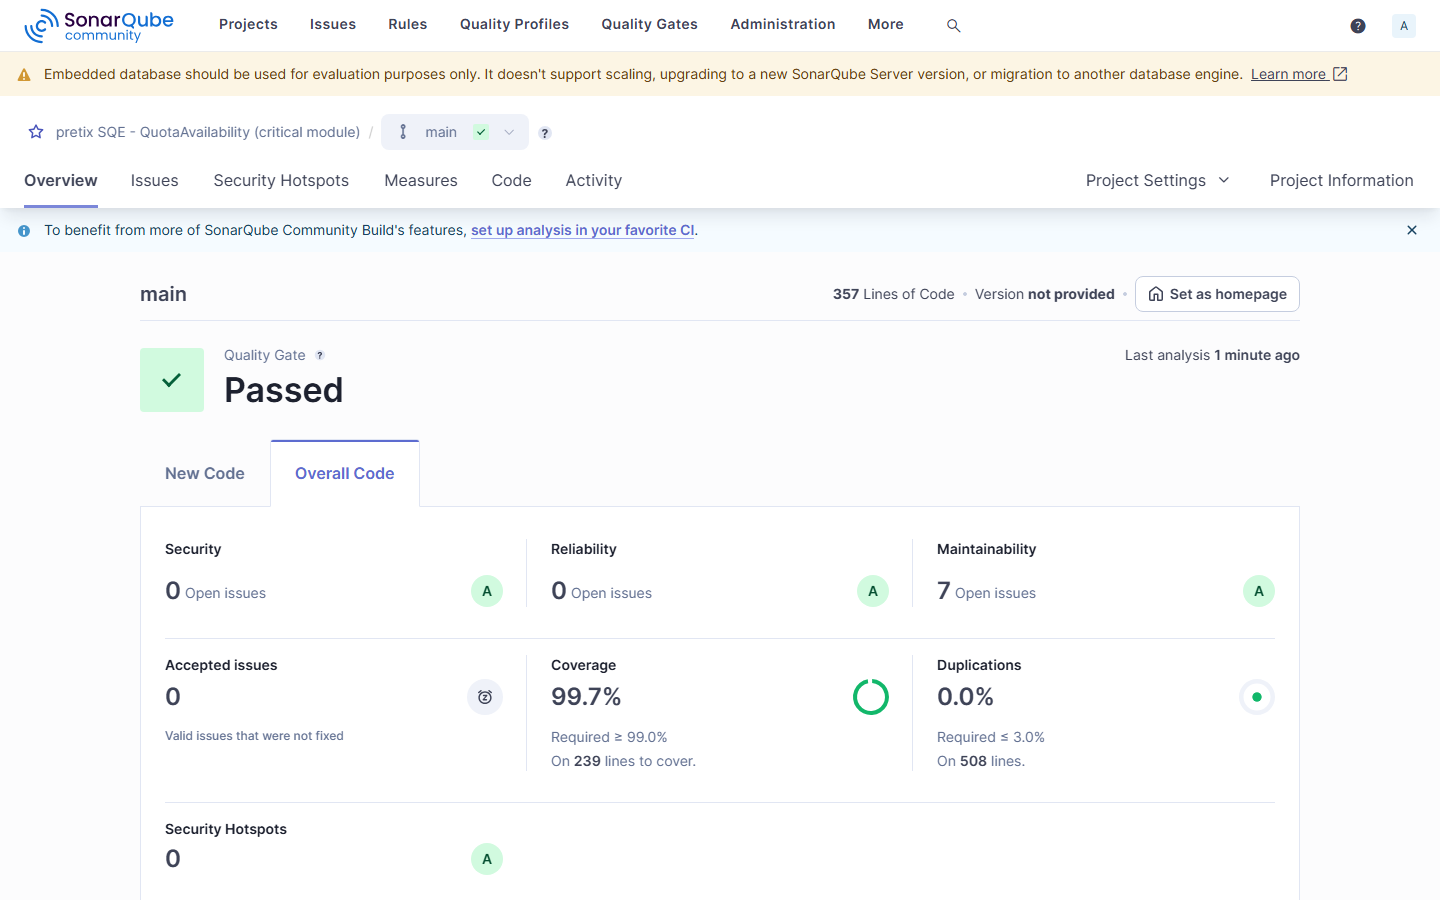 SonarQube community
Projects Issues Rules Quality Profiles Quality Gates Administration More ? A
Embedded database should be used for evaluation purposes only. It doesn't support scaling, upgrading to a new SonarQube Server version, or migration to another database engine. Learn more
pretix SQE - QuotaAvailability (critical module) / main ?
Overview Issues Security Hotspots Measures Code Activity Project Settings Project Information
To benefit from more of SonarQube Community Build's features, set up analysis in your favorite CI.
main 357 Lines of Code • Version not provided • Set as homepage
Quality Gate ? Last analysis 1 minute ago
Passed
New Code Overall Code
Security Reliability Maintainability
0 Open issues A 0 Open issues A 7 Open issues A
Accepted issues Coverage Duplications
0 99.7% 0.0%
Valid issues that were not fixed Required ≥ 99.0% Required ≤ 3.0%
On 239 lines to cover. On 508 lines.
Security Hotspots
0 A